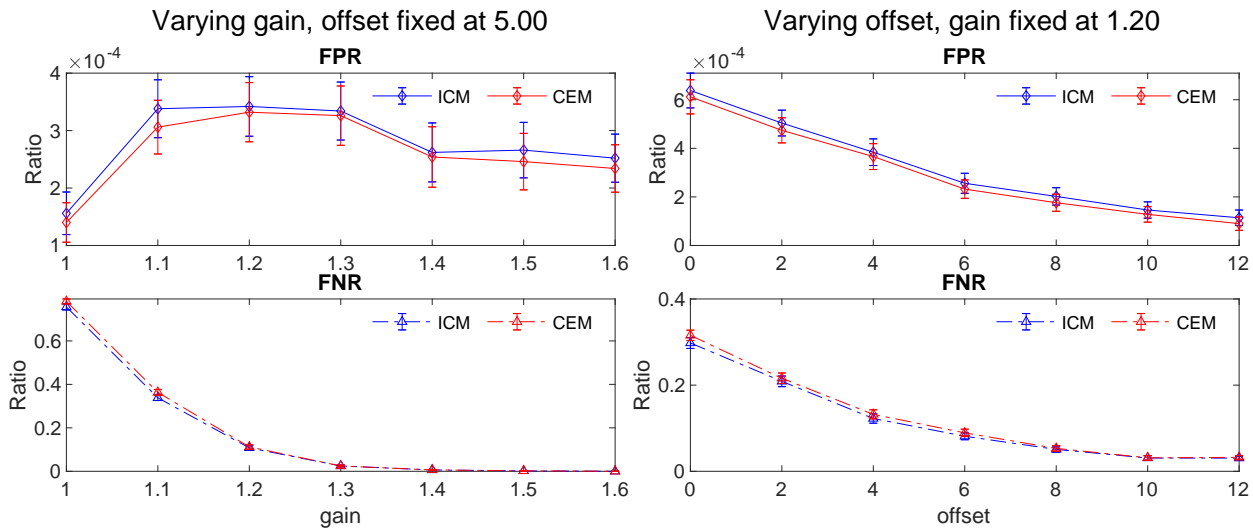 Varying gain, offset fixed at 5.00
FPR
×10⁻⁴
ICM CEM
Ratio
4
3
2
1
1 1.1 1.2 1.3 1.4 1.5 1.6
FNR
ICM CEM
Ratio
0.6
0.4
0.2
0
1 1.1 1.2 1.3 1.4 1.5 1.6
gain
Varying offset, gain fixed at 1.20
FPR
×10⁻⁴
ICM CEM
Ratio
6
4
2
0
0 2 4 6 8 10 12
FNR
ICM CEM
Ratio
0.4
0.2
0
0 2 4 6 8 10 12
offset